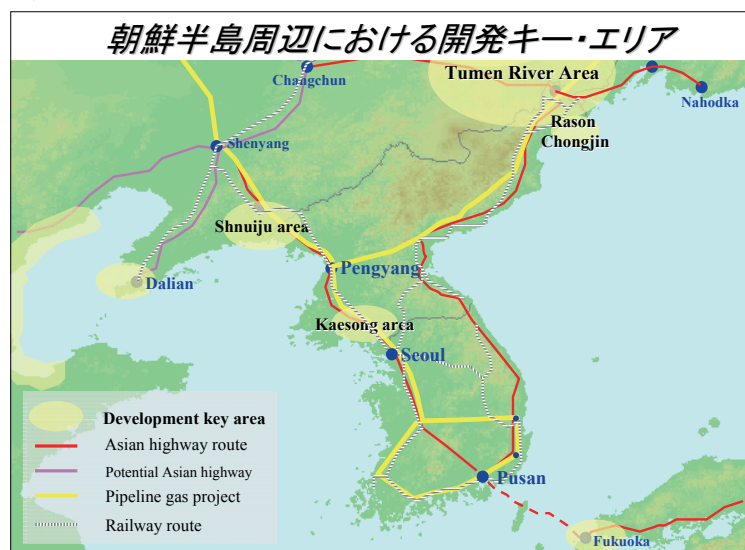 朝鮮半島周辺における開発キー・エリア
Changchun
Tumen River Area
Nahodka
Rason
Chongjin
Shenyang
Shnuiju area
Pengyang
Dalian
Kaesong area
Seoul
Development key area
Asian highway route
Potential Asian highway
Pipeline gas project
Railway route
Pusan
Fukuoka